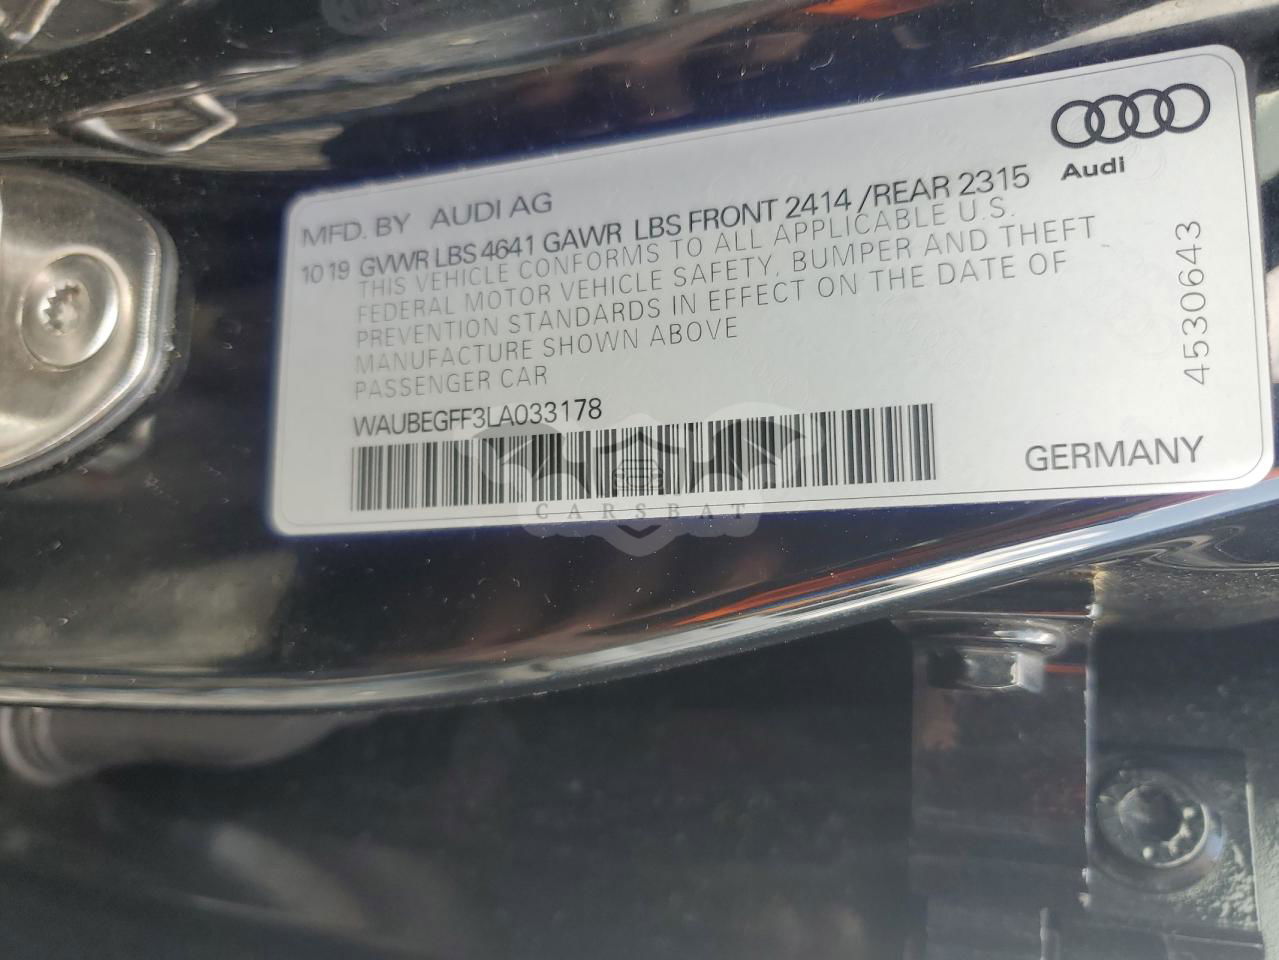 Audi
MFD. BY AUDI AG
10 19 GVWR LBS 4641 GAWR LBS FRONT 2414 /REAR 2315
THIS VEHICLE CONFORMS TO ALL APPLICABLE U.S.
FEDERAL MOTOR VEHICLE SAFETY, BUMPER AND THEFT
PREVENTION STANDARDS IN EFFECT ON THE DATE OF
MANUFACTURE SHOWN ABOVE
PASSENGER CAR
WAUBEGFF3LA033178
4530643
GERMANY
CARSBAT